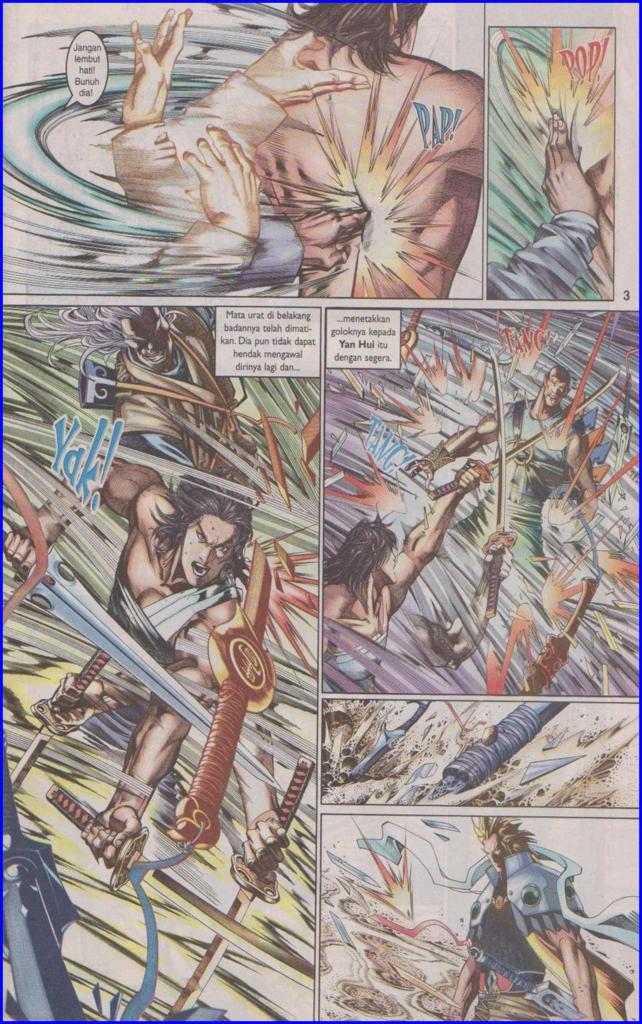 Jangan
lembut
hati!
Bunuh
dia!
PAP!
POP!
3
Mata urat di belakang
badannya telah dimati-
kan. Dia pun tidak dapat
hendak mengawal
dirinya lagi dan...
...menetakkan
goloknya kepada
Yan Hui itu
dengan segera.
TANG!
Yak!
TANG!